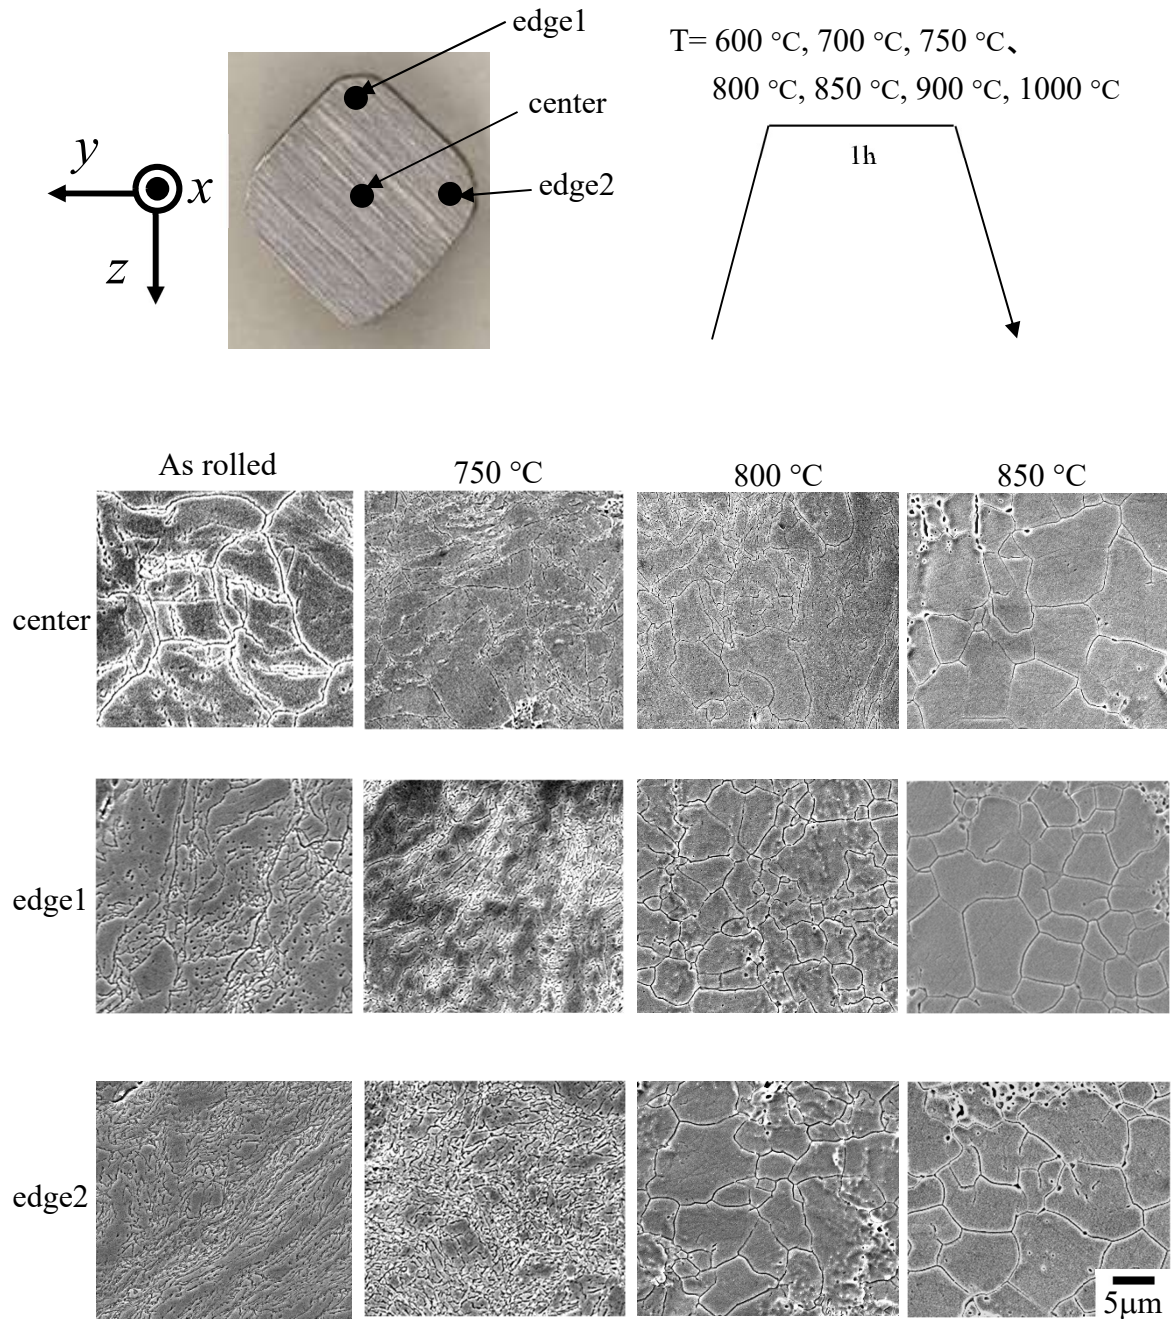 edge1
center
edge2
y
x
z
T= 600 °C, 700 °C, 750 °C、
800 °C, 850 °C, 900 °C, 1000 °C
1h
As rolled
750 °C
800 °C
850 °C
center
edge1
edge2
5μm